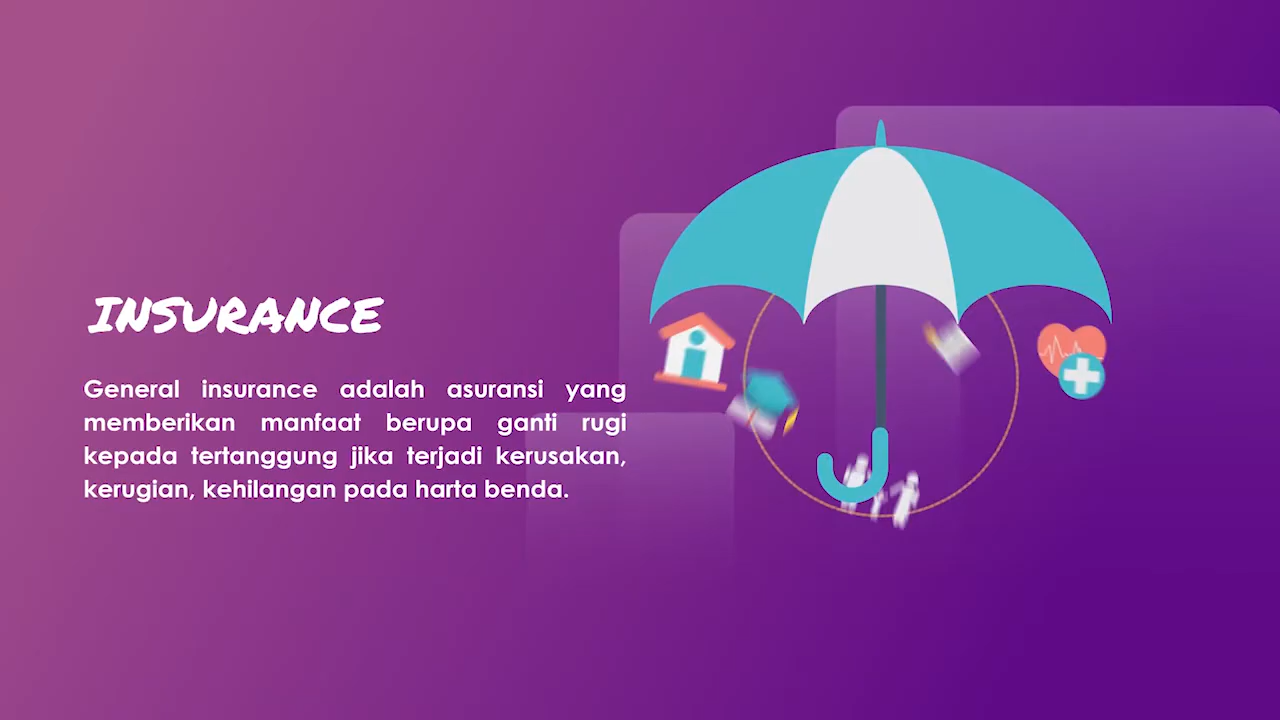 INSURANCE
General insurance adalah asuransi yang
memberikan manfaat berupa ganti rugi
kepada tertanggung jika terjadi kerusakan,
kerugian, kehilangan pada harta benda.